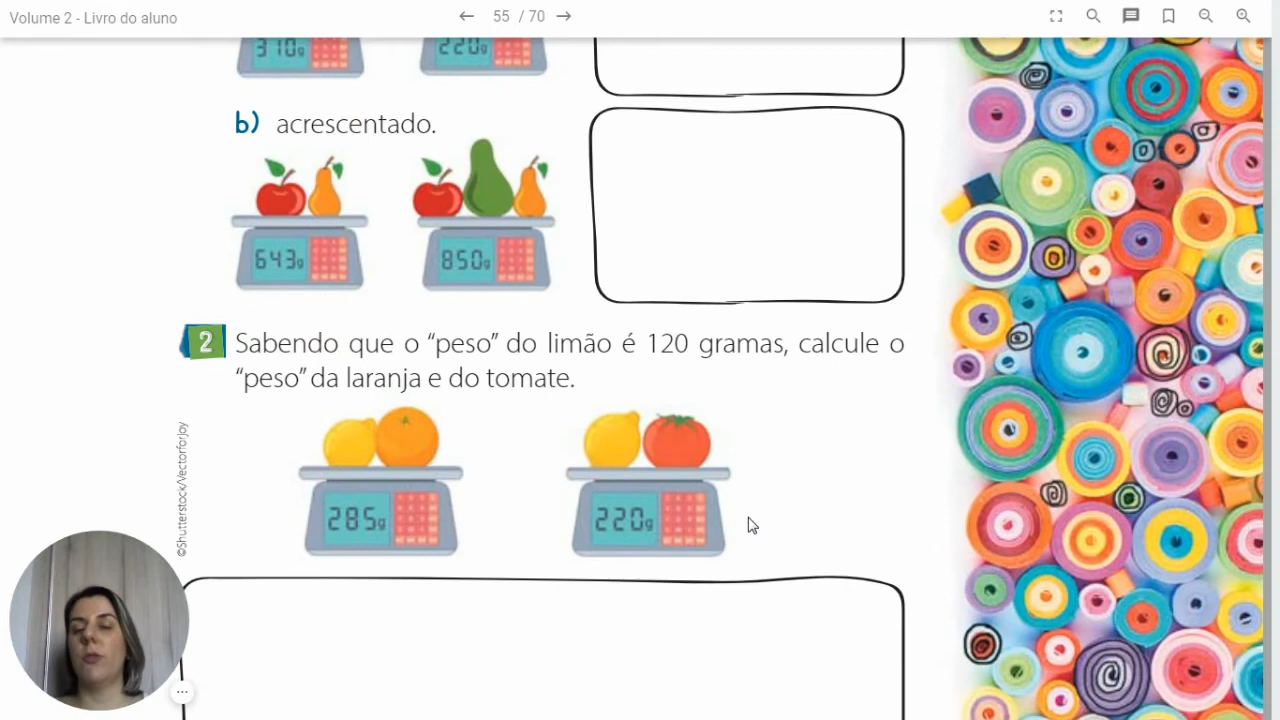 Volume 2 - Livro do aluno
55 / 70
310g
220g
b) acrescentado.
643g
850g
2 Sabendo que o “peso” do limão é 120 gramas, calcule o
“peso” da laranja e do tomate.
©Shutterstock/Vectorforjoy
285g
220g